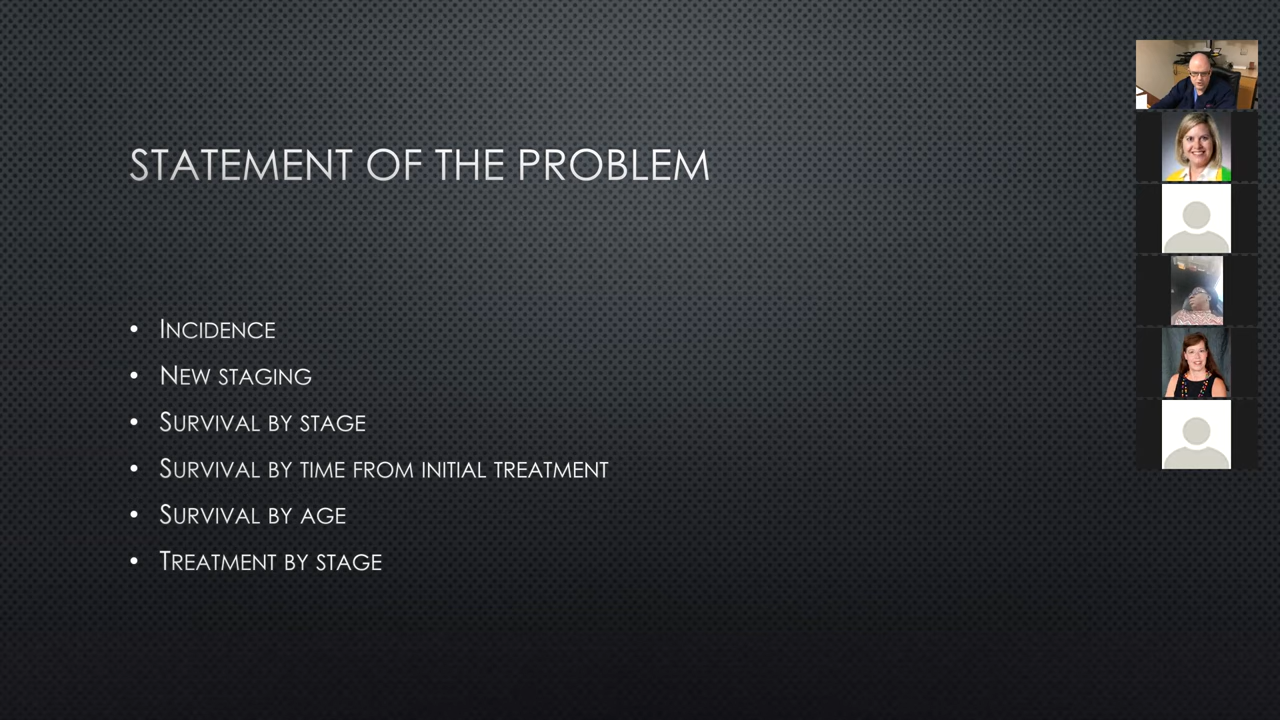 STATEMENT OF THE PROBLEM
• INCIDENCE
• NEW STAGING
• SURVIVAL BY STAGE
• SURVIVAL BY TIME FROM INITIAL TREATMENT
• SURVIVAL BY AGE
• TREATMENT BY STAGE